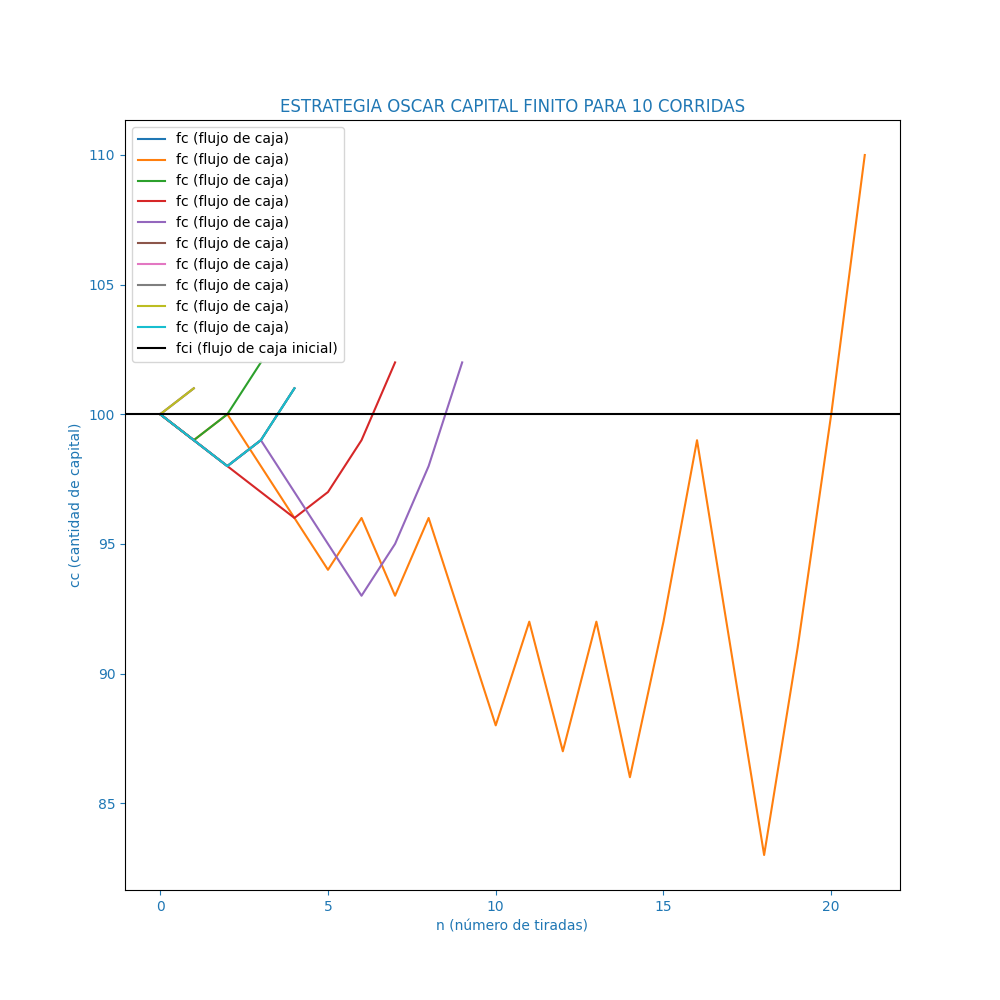 ESTRATEGIA OSCAR CAPITAL FINITO PARA 10 CORRIDAS
fc (flujo de caja)
fc (flujo de caja)
fc (flujo de caja)
fc (flujo de caja)
fc (flujo de caja)
fc (flujo de caja)
fc (flujo de caja)
fc (flujo de caja)
fc (flujo de caja)
fc (flujo de caja)
fci (flujo de caja inicial)
110
105
100
95
90
85
cc (cantidad de capital)
0 5 10 15 20
n (número de tiradas)